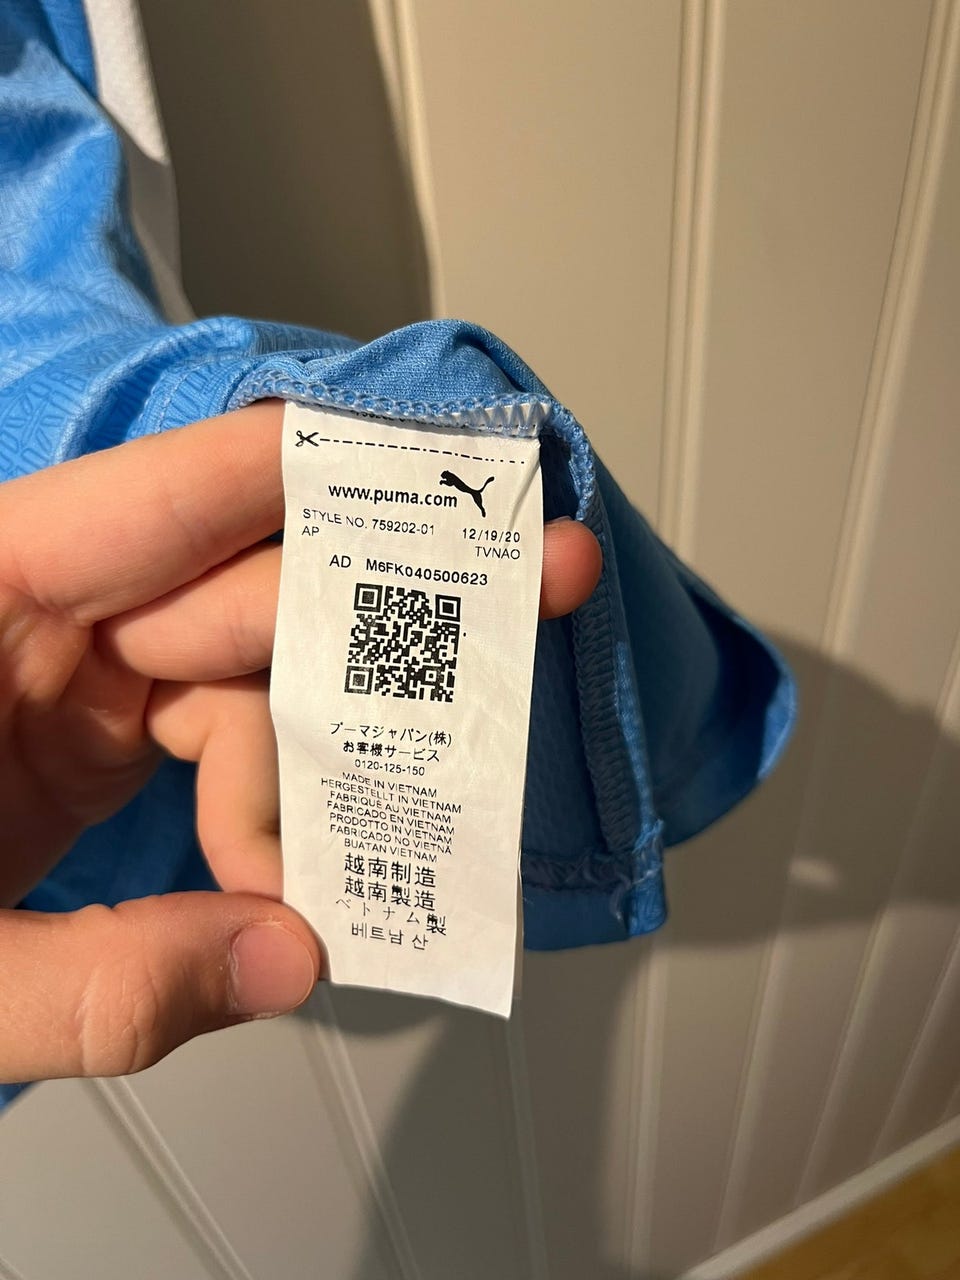 www.puma.com
STYLE NO. 759202-01 12/19/20
AP TVNAO
AD M6FK040500623
プーマジャパン(株)
お客様サービス
0120-125-150
MADE IN VIETNAM
HERGESTELLT IN VIETNAM
FABRIQUÉ AU VIETNAM
FABRICADO EN VIETNAM
PRODOTTO IN VIETNAM
FABRICADO NO VIETNÃ
BUATAN VIETNAM
越南制造
越南製造
ベトナム製
베트남 산